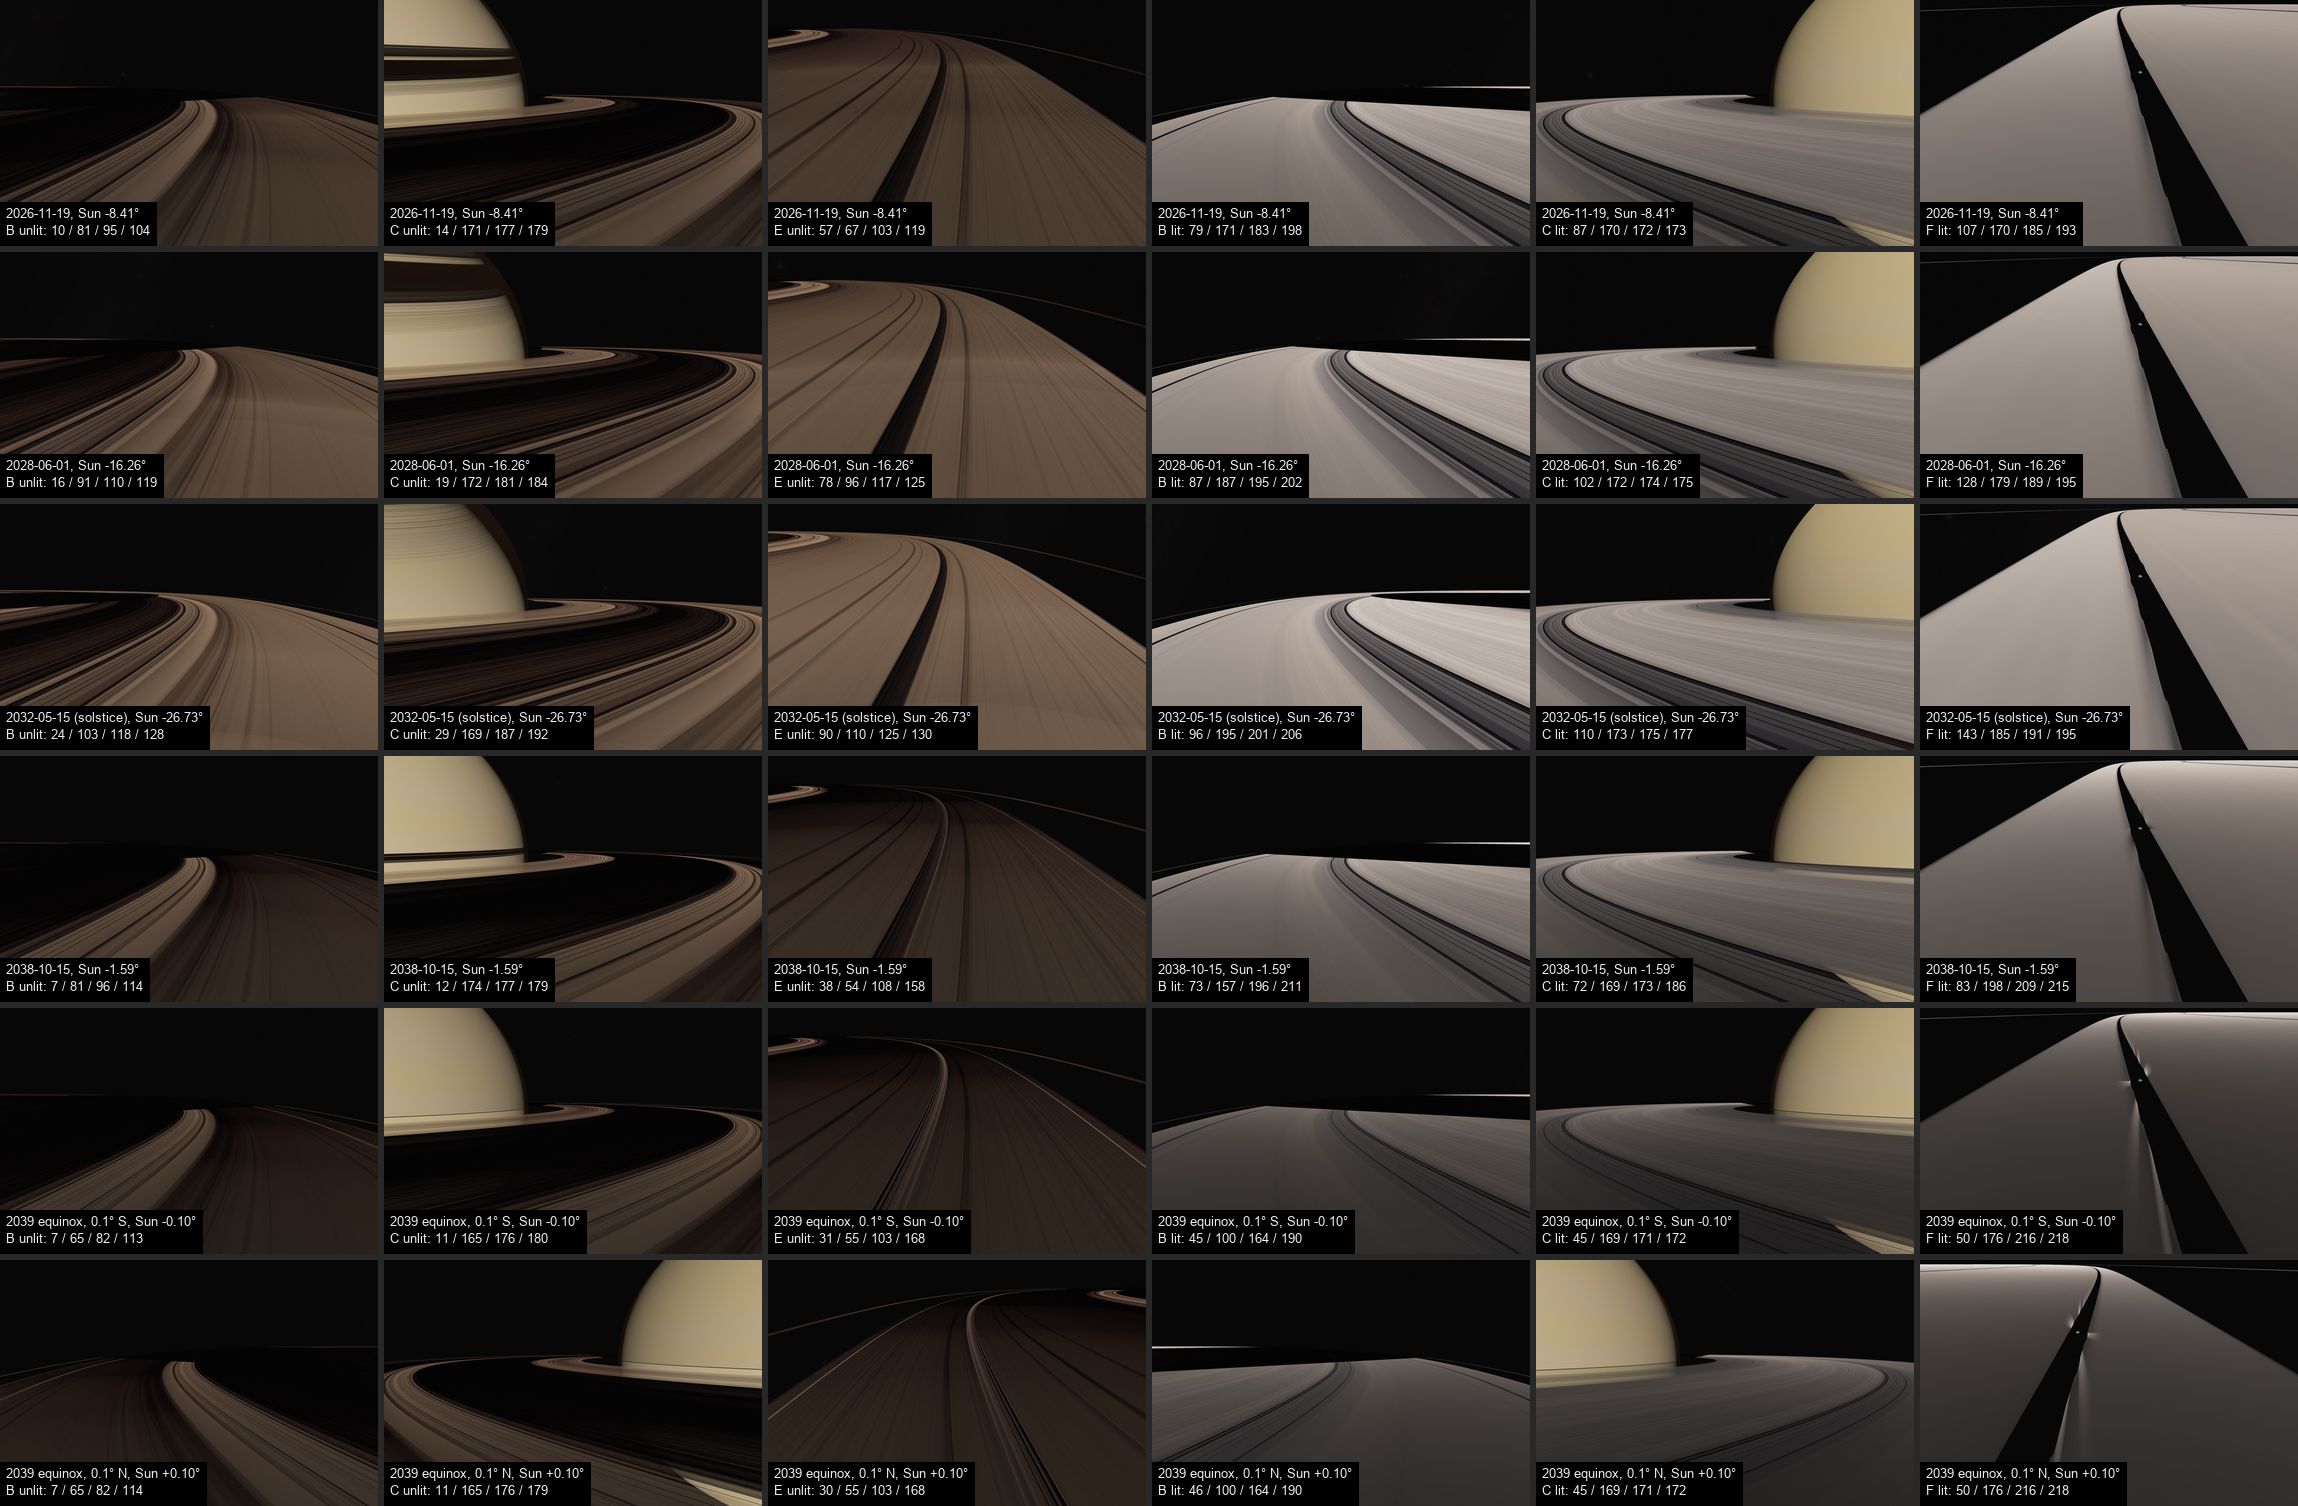 2026-11-19, Sun -8.41°
B unlit: 10 / 81 / 95 / 104
2026-11-19, Sun -8.41°
C unlit: 14 / 171 / 177 / 179
2026-11-19, Sun -8.41°
E unlit: 57 / 67 / 103 / 119
2026-11-19, Sun -8.41°
B lit: 79 / 171 / 183 / 198
2026-11-19, Sun -8.41°
C lit: 87 / 170 / 172 / 173
2026-11-19, Sun -8.41°
F lit: 107 / 170 / 185 / 193
2028-06-01, Sun -16.26°
B unlit: 16 / 91 / 110 / 119
2028-06-01, Sun -16.26°
C unlit: 19 / 172 / 181 / 184
2028-06-01, Sun -16.26°
E unlit: 78 / 96 / 117 / 125
2028-06-01, Sun -16.26°
B lit: 87 / 187 / 195 / 202
2028-06-01, Sun -16.26°
C lit: 102 / 172 / 174 / 175
2028-06-01, Sun -16.26°
F lit: 128 / 179 / 189 / 195
2032-05-15 (solstice), Sun -26.73°
B unlit: 24 / 103 / 118 / 128
2032-05-15 (solstice), Sun -26.73°
C unlit: 29 / 169 / 187 / 192
2032-05-15 (solstice), Sun -26.73°
E unlit: 90 / 110 / 125 / 130
2032-05-15 (solstice), Sun -26.73°
B lit: 96 / 195 / 201 / 206
2032-05-15 (solstice), Sun -26.73°
C lit: 110 / 173 / 175 / 177
2032-05-15 (solstice), Sun -26.73°
F lit: 143 / 185 / 191 / 195
2038-10-15, Sun -1.59°
B unlit: 7 / 81 / 96 / 114
2038-10-15, Sun -1.59°
C unlit: 12 / 174 / 177 / 179
2038-10-15, Sun -1.59°
E unlit: 38 / 54 / 108 / 158
2038-10-15, Sun -1.59°
B lit: 73 / 157 / 196 / 211
2038-10-15, Sun -1.59°
C lit: 72 / 169 / 173 / 186
2038-10-15, Sun -1.59°
F lit: 83 / 198 / 209 / 215
2039 equinox, 0.1° S, Sun -0.10°
B unlit: 7 / 65 / 82 / 113
2039 equinox, 0.1° S, Sun -0.10°
C unlit: 11 / 165 / 176 / 180
2039 equinox, 0.1° S, Sun -0.10°
E unlit: 31 / 55 / 103 / 168
2039 equinox, 0.1° S, Sun -0.10°
B lit: 45 / 100 / 164 / 190
2039 equinox, 0.1° S, Sun -0.10°
C lit: 45 / 169 / 171 / 172
2039 equinox, 0.1° S, Sun -0.10°
F lit: 50 / 176 / 216 / 218
2039 equinox, 0.1° N, Sun +0.10°
B unlit: 7 / 65 / 82 / 114
2039 equinox, 0.1° N, Sun +0.10°
C unlit: 11 / 165 / 176 / 179
2039 equinox, 0.1° N, Sun +0.10°
E unlit: 30 / 55 / 103 / 168
2039 equinox, 0.1° N, Sun +0.10°
B lit: 46 / 100 / 164 / 190
2039 equinox, 0.1° N, Sun +0.10°
C lit: 45 / 169 / 171 / 172
2039 equinox, 0.1° N, Sun +0.10°
F lit: 50 / 176 / 216 / 218